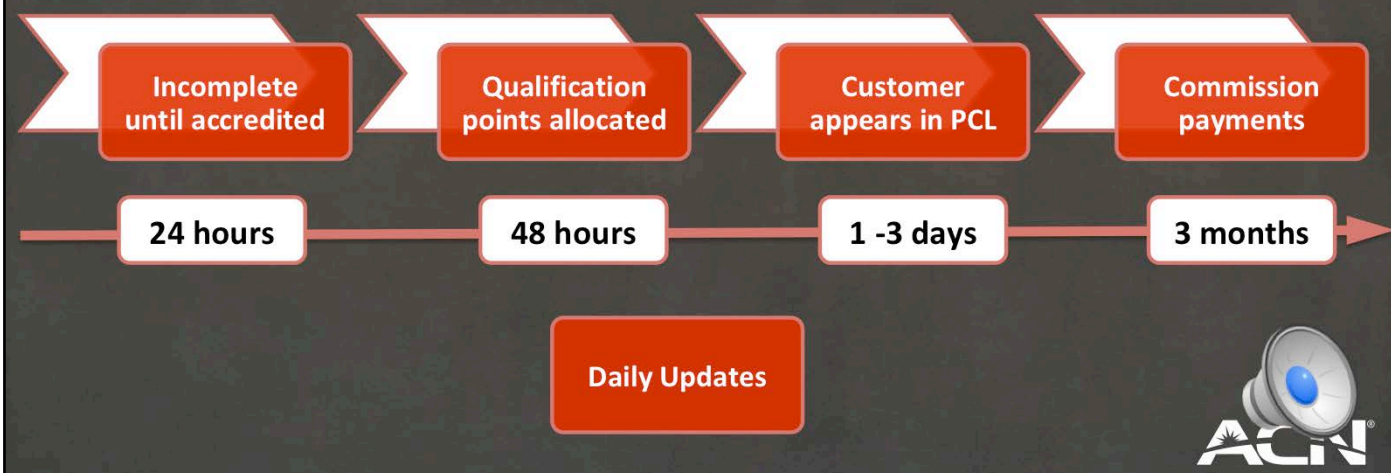 Incomplete
until accredited
Qualification
points allocated
Customer
appears in PCL
Commission
payments
24 hours
48 hours
1 -3 days
3 months
Daily Updates
ACN®